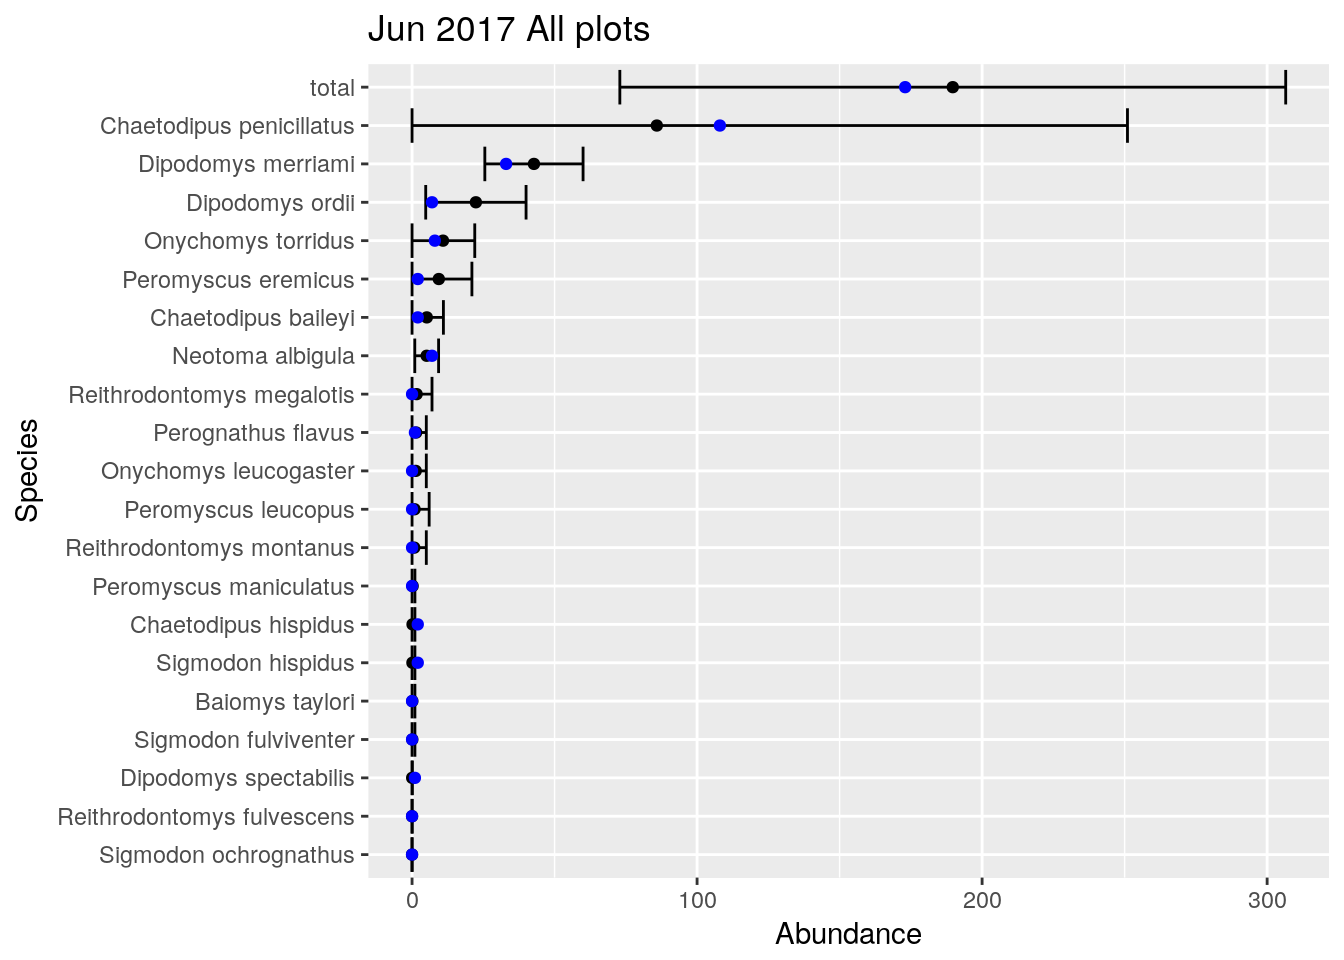 Jun 2017 All plots
total
Chaetodipus penicillatus
Dipodomys merriami
Dipodomys ordii
Onychomys torridus
Peromyscus eremicus
Chaetodipus baileyi
Neotoma albigula
Reithrodontomys megalotis
Perognathus flavus
Onychomys leucogaster
Peromyscus leucopus
Reithrodontomys montanus
Peromyscus maniculatus
Chaetodipus hispidus
Sigmodon hispidus
Baiomys taylori
Sigmodon fulviventer
Dipodomys spectabilis
Reithrodontomys fulvescens
Sigmodon ochrognathus
Species
0 100 200 300
Abundance